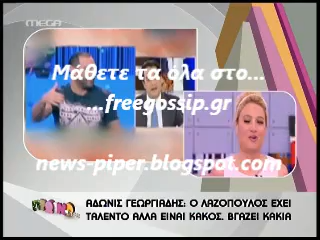 MEGA
Μάθετε τα όλα στο...
...freegossip.gr
news-piper.blogspot.com
ΑΔΩΝΙΣ ΓΕΩΡΓΙΑΔΗΣ: Ο ΛΑΖΟΠΟΥΛΟΣ ΕΧΕΙ
ΤΑΛΕΝΤΟ ΑΛΛΑ ΕΙΝΑΙ ΚΑΚΟΣ. ΒΓΑΖΕΙ ΚΑΚΙΑ